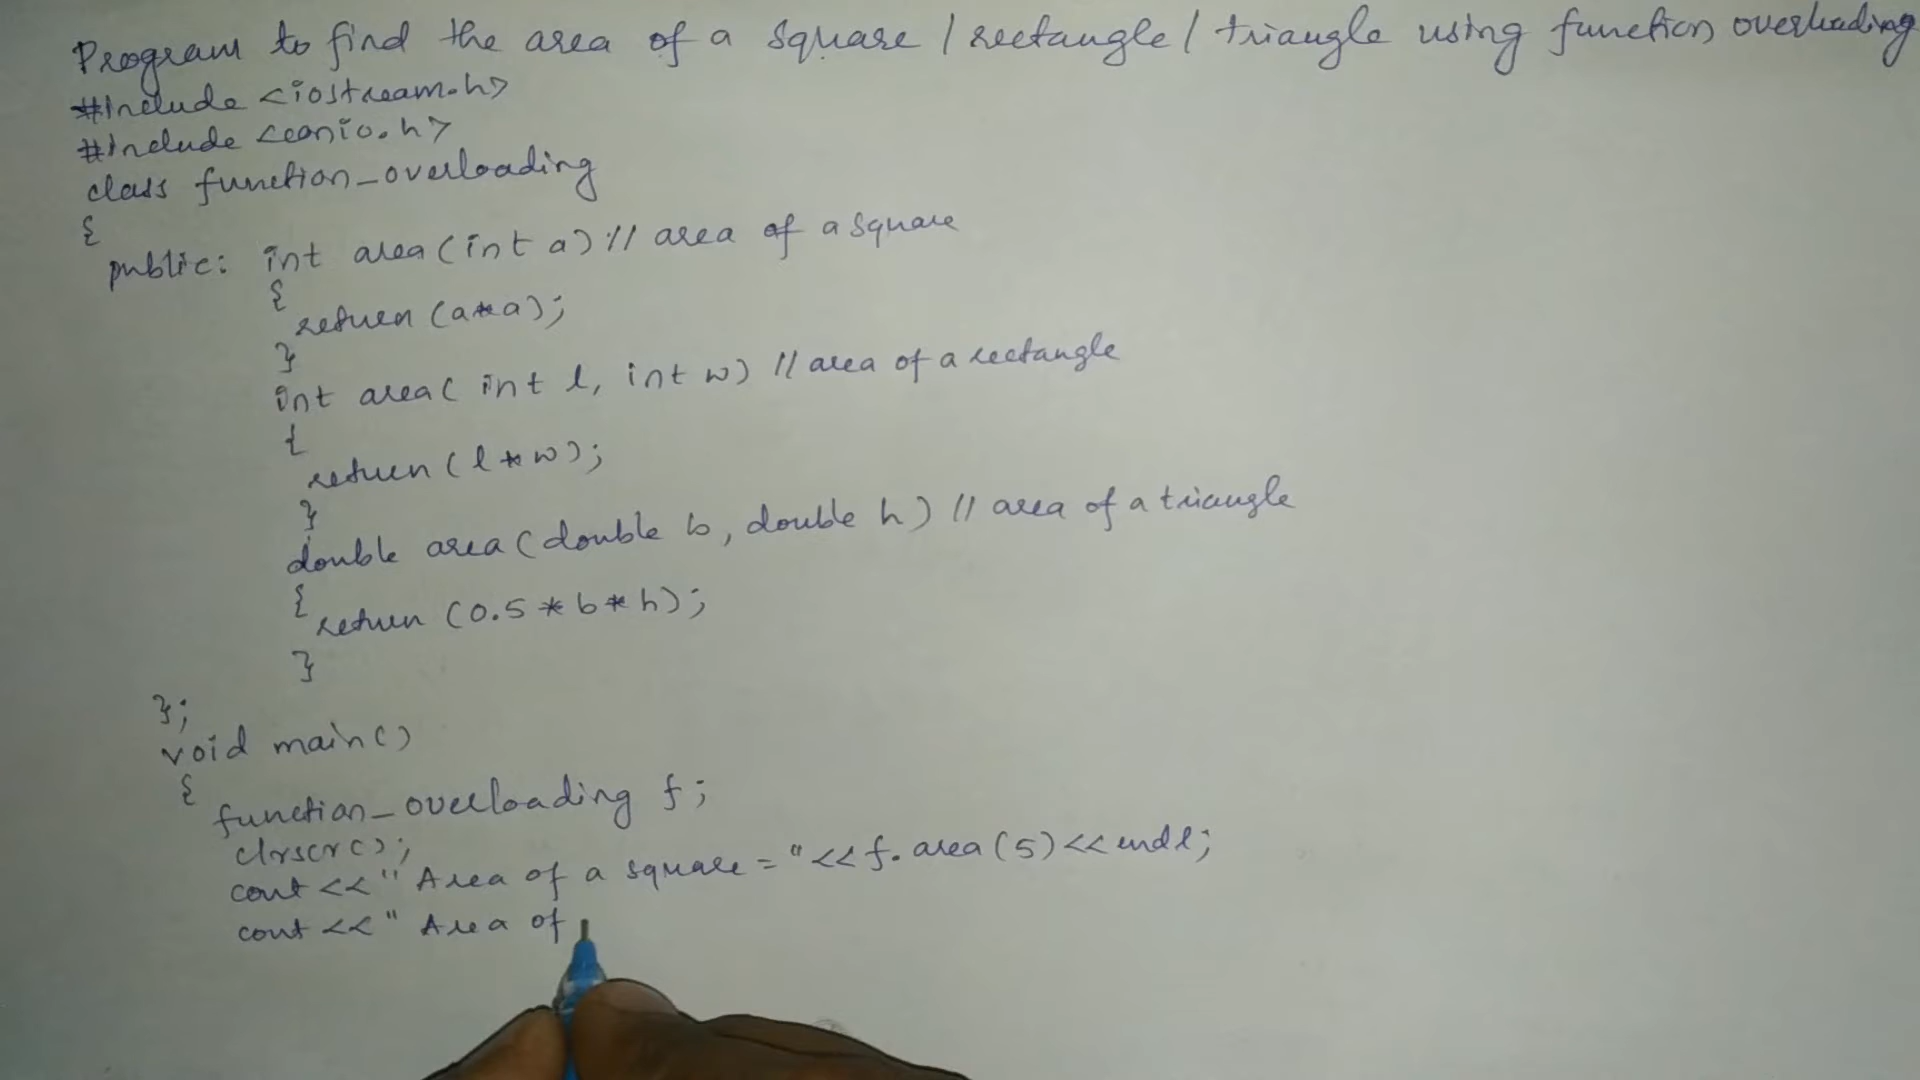 Program to find the area of a square / rectangle / triangle using function overloading
#include <iostream.h>
#include <conio.h>
class function_overloading
{
public: int area(int a) // area of a square
{
return (a*a);
}
int area( int l, int w) // area of a rectangle
{
return (l*w);
}
double area (double b, double h) // area of a triangle
{
return (0.5*b*h);
}
};
void main()
{
function_overloading f;
clrscr();
cout <<" Area of a square = "<< f.area(5)<<endl;
cout <<" Area of